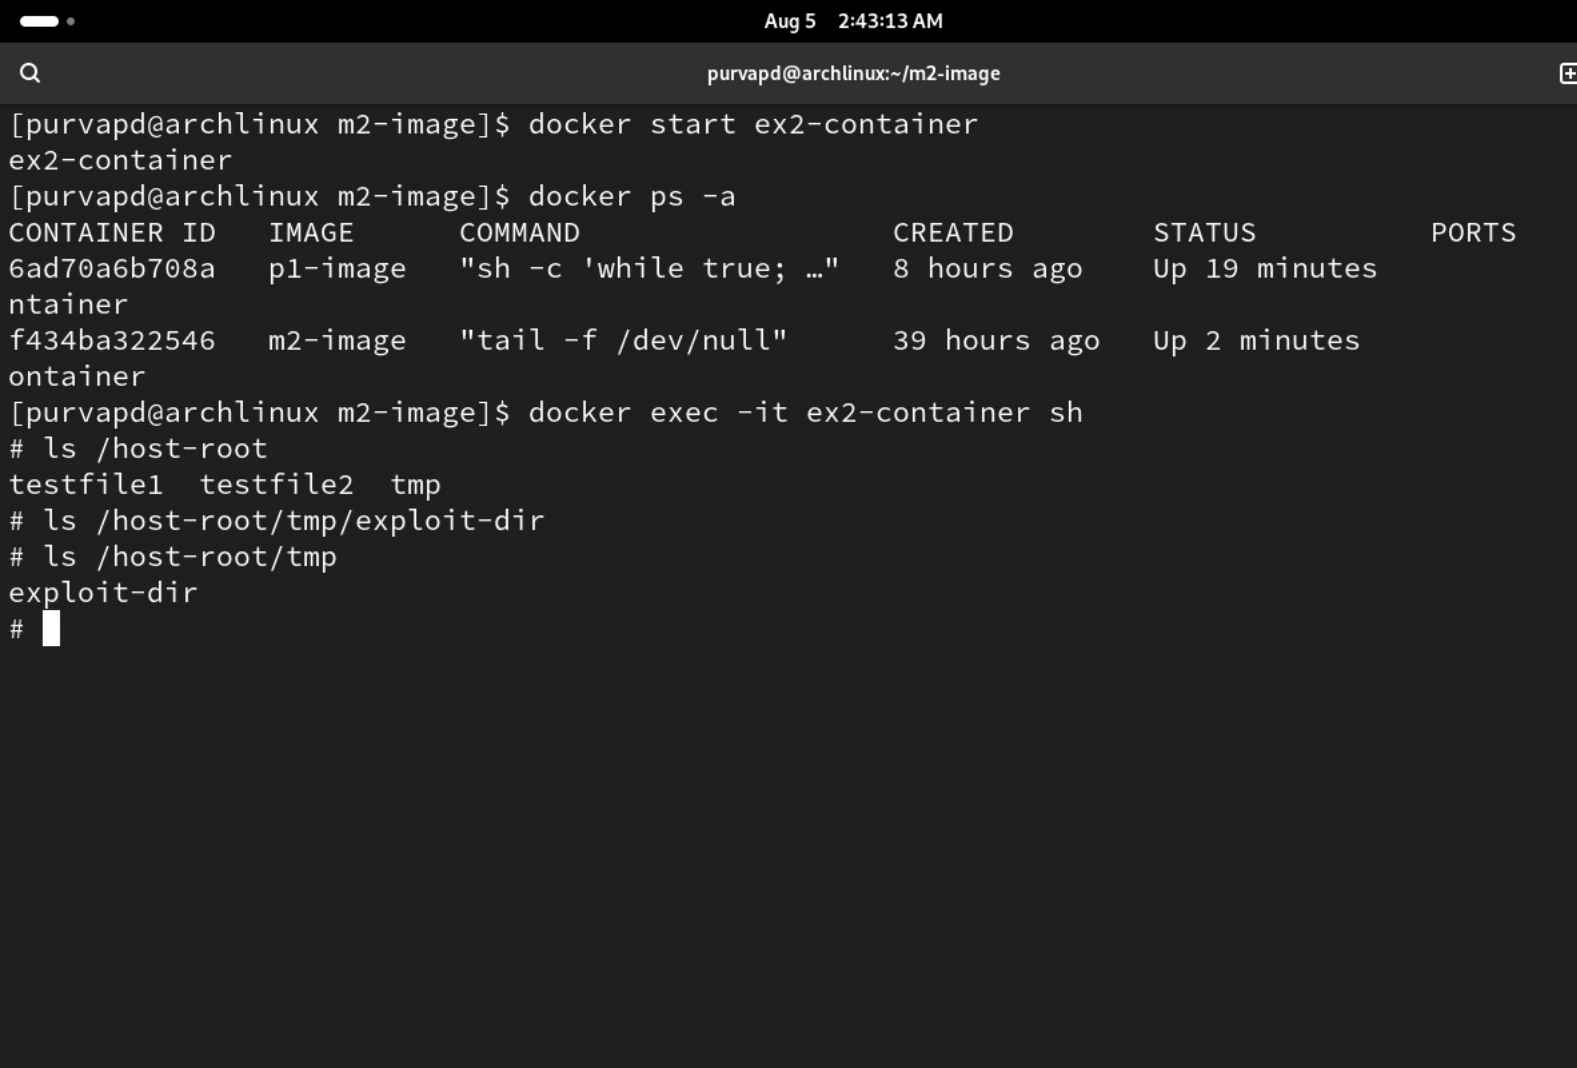 Aug 5 2:43:13 AM
purvapd@archlinux:~/m2-image
[purvapd@archlinux m2-image]$ docker start ex2-container
ex2-container
[purvapd@archlinux m2-image]$ docker ps -a
CONTAINER ID IMAGE COMMAND CREATED STATUS PORTS
6ad70a6b708a p1-image "sh -c 'while true; …" 8 hours ago Up 19 minutes
ntainer
f434ba322546 m2-image "tail -f /dev/null" 39 hours ago Up 2 minutes
ontainer
[purvapd@archlinux m2-image]$ docker exec -it ex2-container sh
# ls /host-root
testfile1 testfile2 tmp
# ls /host-root/tmp/exploit-dir
# ls /host-root/tmp
exploit-dir
#